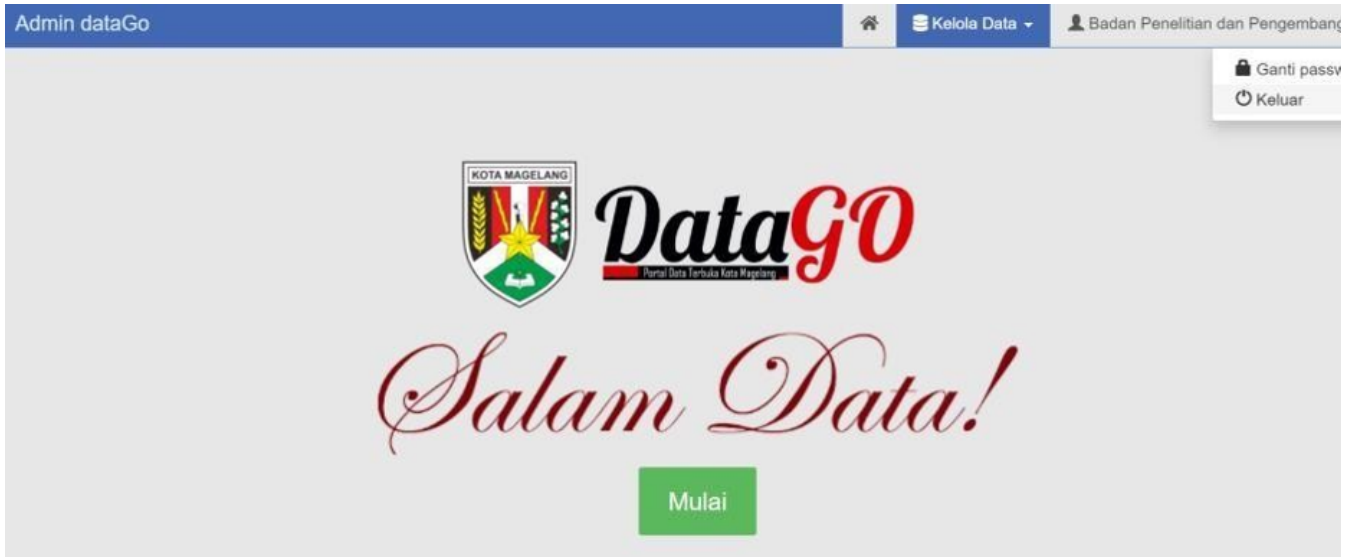 Admin dataGo
Kelola Data
Badan Penelitian dan Pengembang
Ganti passw
Keluar
KOTA MAGELANG
DataGO
Portal Data Terbuka Kota Magelang
Salam Data!
Mulai